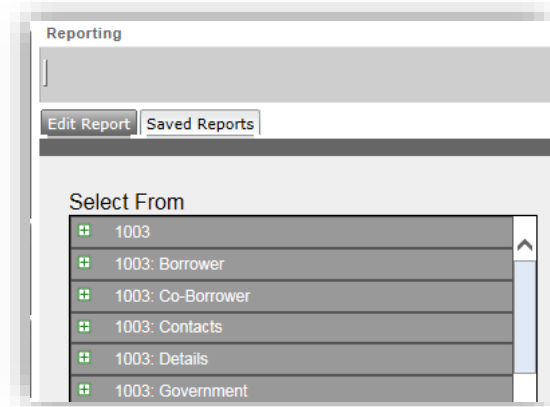 Reporting
Edit Report Saved Reports
Select From
1003
1003: Borrower
1003: Co-Borrower
1003: Contacts
1003: Details
1003: Government